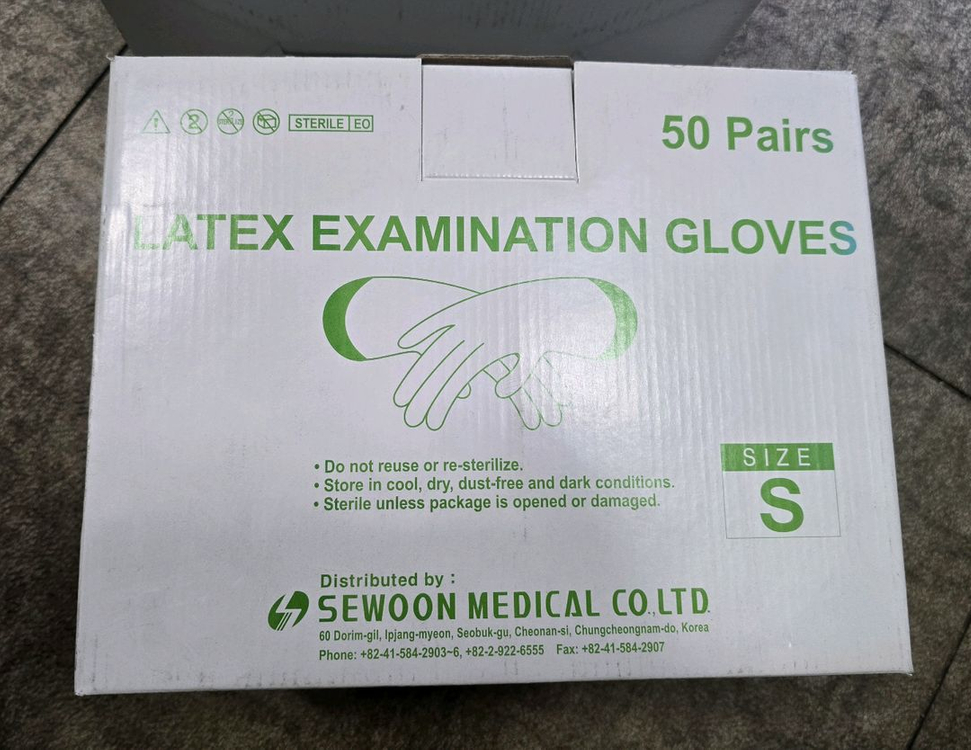 STERILE EO
50 Pairs
LATEX EXAMINATION GLOVES
• Do not reuse or re-sterilize.
• Store in cool, dry, dust-free and dark conditions.
• Sterile unless package is opened or damaged.
SIZE
S
Distributed by :
SEWOON MEDICAL CO.,LTD.
60 Dorim-gil, Ipjang-myeon, Seobuk-gu, Cheonan-si, Chungcheongnam-do, Korea
Phone: +82-41-584-2903~6, +82-2-922-6555 Fax: +82-41-584-2907